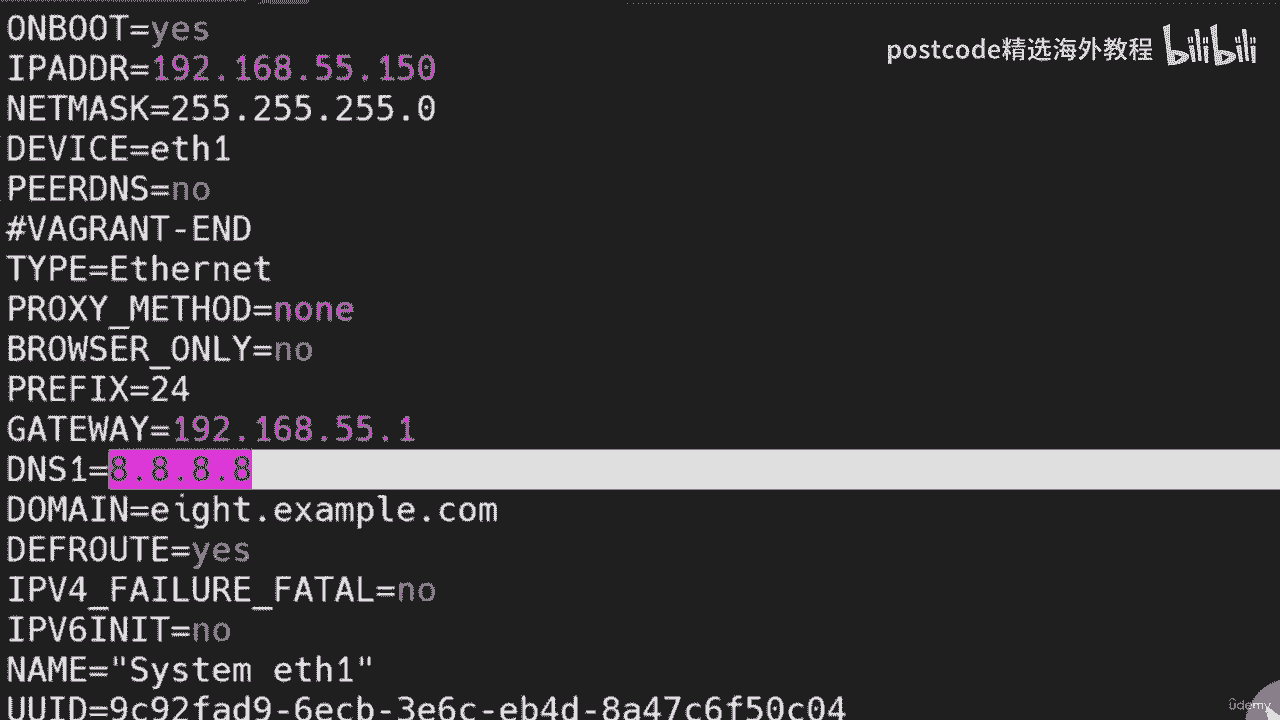 ONBOOT=yes
postcode精选海外教程 bilibili
IPADDR=192.168.55.150
NETMASK=255.255.255.0
DEVICE=eth1
PEERDNS=no
#VAGRANT-END
TYPE=Ethernet
PROXY_METHOD=none
BROWSER_ONLY=no
PREFIX=24
GATEWAY=192.168.55.1
DNS1=8.8.8.8
DOMAIN=eight.example.com
DEFROUTE=yes
IPV4_FAILURE_FATAL=no
IPV6INIT=no
NAME="System eth1"
UUID=9c92fad9-6ecb-3e6c-eb4d-8a47c6f50c04
ûdemy